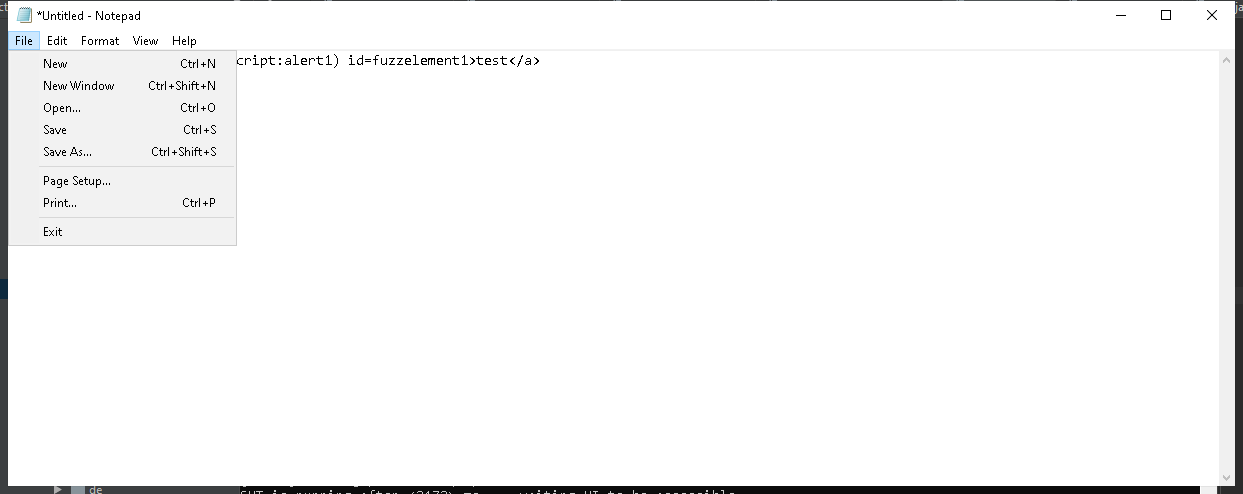 *Untitled - Notepad
File Edit Format View Help
cript:alert1) id=fuzzelement1>test</a>
New Ctrl+N
New Window Ctrl+Shift+N
Open... Ctrl+O
Save Ctrl+S
Save As... Ctrl+Shift+S
Page Setup...
Print... Ctrl+P
Exit
de